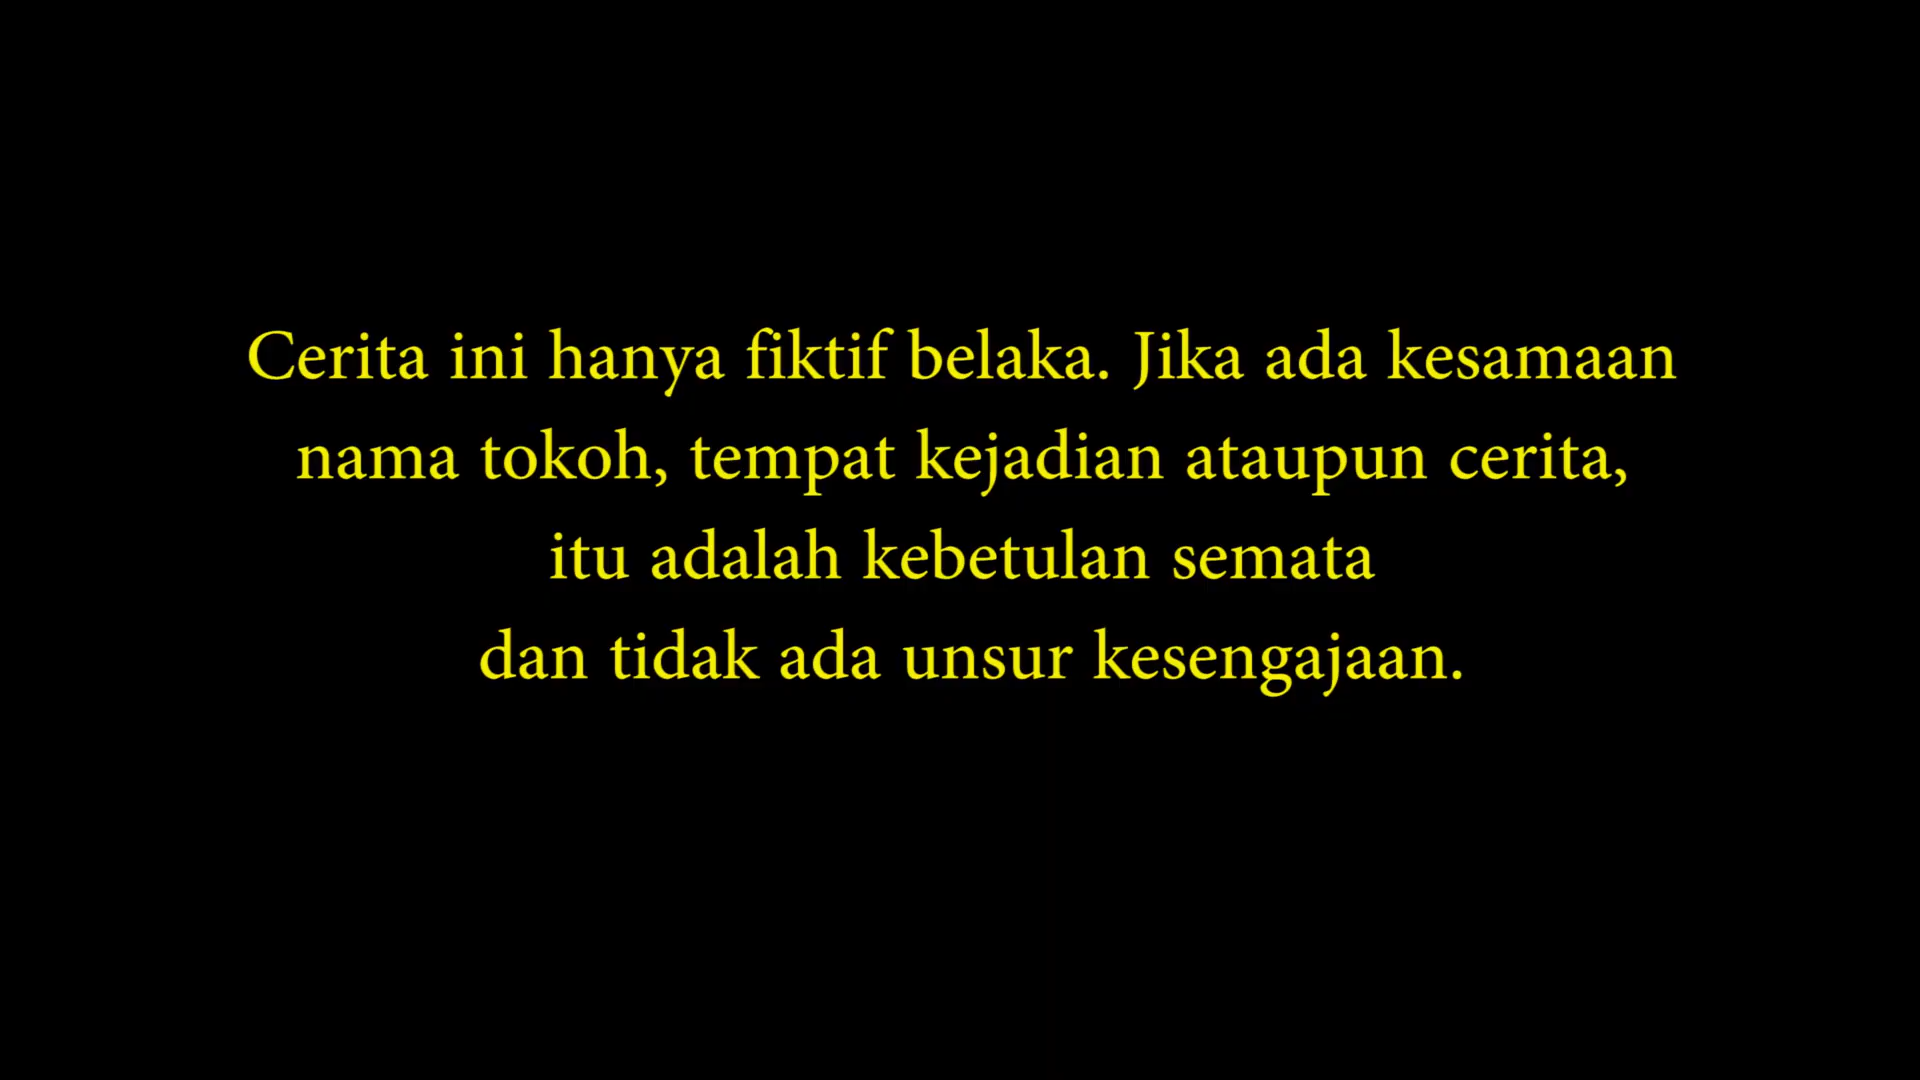 Cerita ini hanya fiktif belaka. Jika ada kesamaan
nama tokoh, tempat kejadian ataupun cerita,
itu adalah kebetulan semata
dan tidak ada unsur kesengajaan.